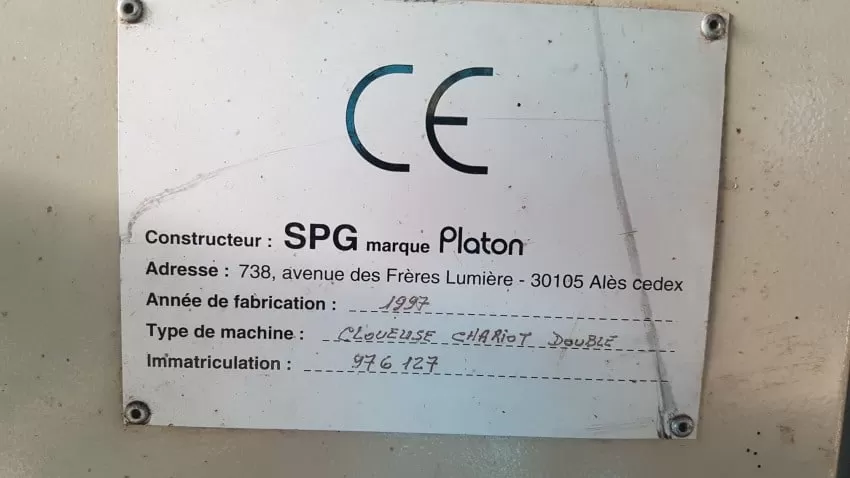 CE
Constructeur : SPG marque Platon
Adresse : 738, avenue des Frères Lumière - 30105 Alès cedex
Année de fabrication : 1997
Type de machine : CLOUEUSE CHARIOT DOUBLE
Immatriculation : 976 127